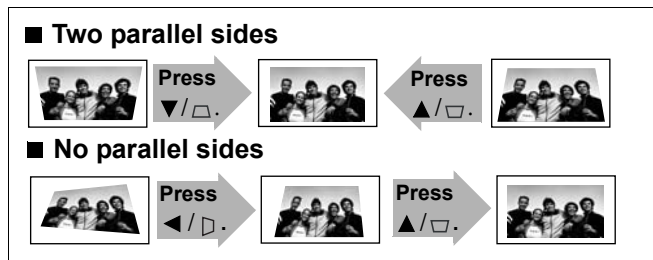 ■ Two parallel sides
Press
▼/⏢.
Press
▲/⏢.
■ No parallel sides
Press
◀/▷.
Press
▲/⏢.